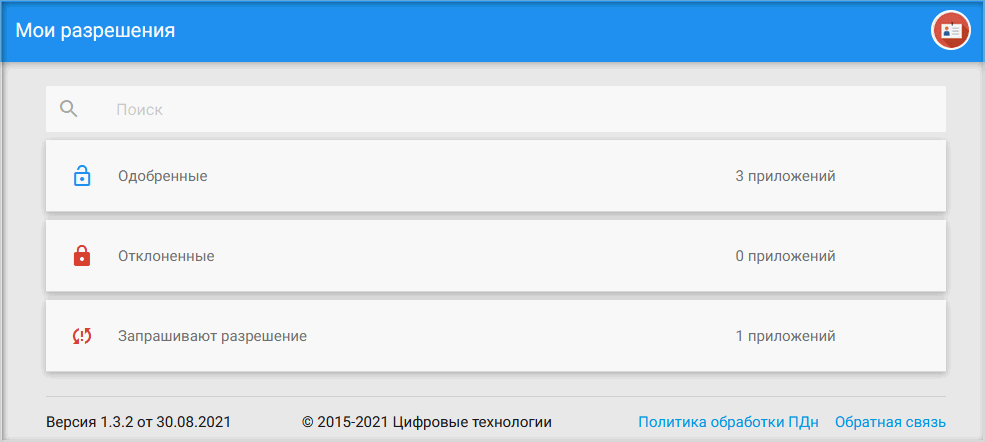 Мои разрешения
Поиск
Одобренные 3 приложений
Отклоненные 0 приложений
Запрашивают разрешение 1 приложений
Версия 1.3.2 от 30.08.2021 © 2015-2021 Цифровые технологии Политика обработки ПДн Обратная связь